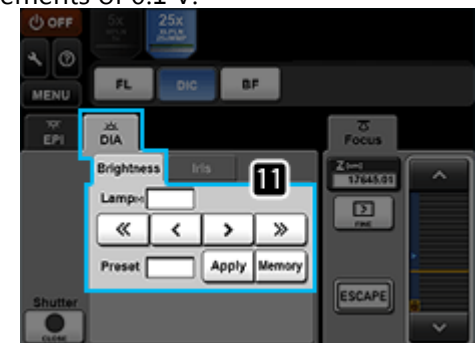 ements of 0.1 V.
OFF
5x
25x
MENU
FL
DIC
BF
EPI
DIA
Focus
Brightness
Iris
11
Z
17645.01
Lamp
«
‹
›
»
FINE
Preset
Apply
Memory
ESCAPE
Shutter
CLOSE